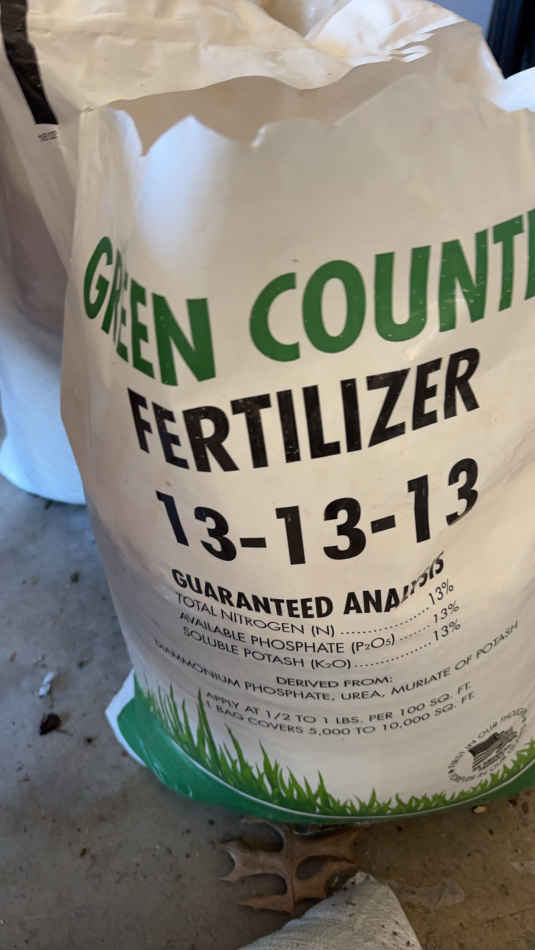 GREEN COUNT
FERTILIZER
13-13-13
GUARANTEED ANALYSIS
TOTAL NITROGEN (N) .................... 13%
AVAILABLE PHOSPHATE (P₂O₅) ........ 13%
SOLUBLE POTASH (K₂O) ................ 13%
DERIVED FROM:
DIAMMONIUM PHOSPHATE, UREA, MURIATE OF POTASH
APPLY AT 1/2 TO 1 LBS. PER 100 SQ. FT.
1 BAG COVERS 5,000 TO 10,000 SQ. FT.